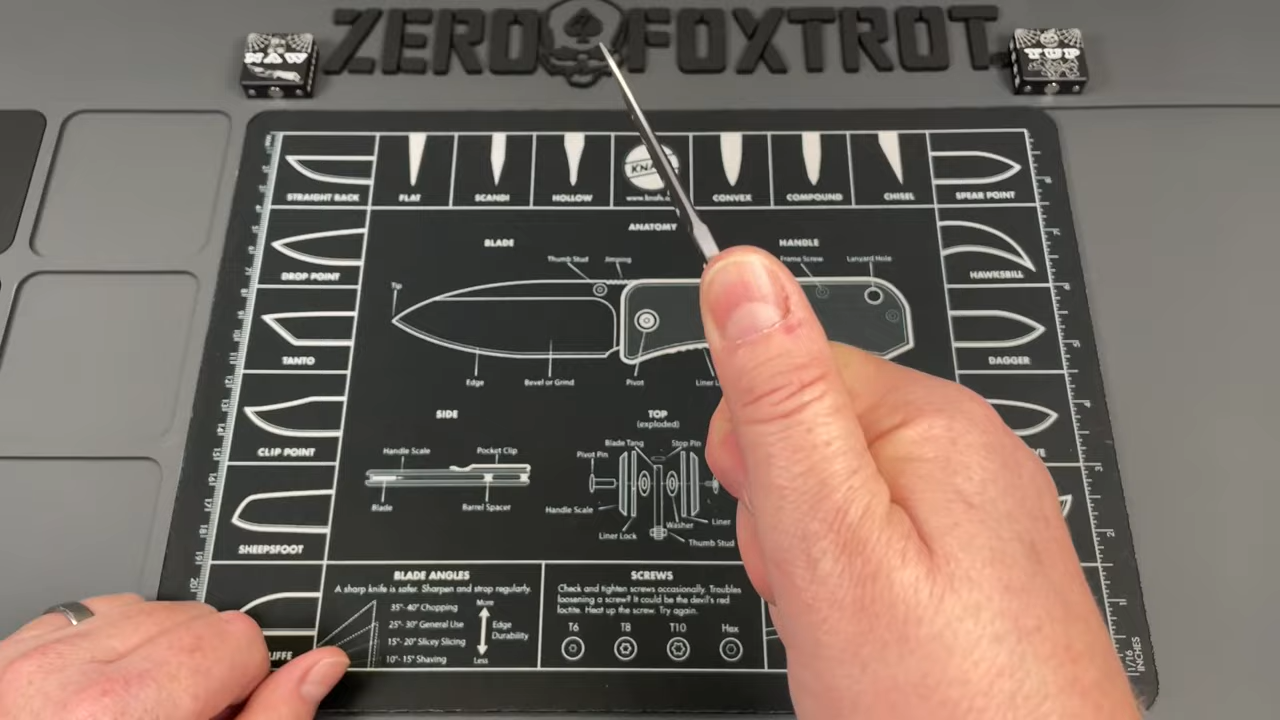 ZERO FOXTROT
NAW
YUP
STRAIGHT BACK
FLAT
SCANDI
HOLLOW
CONVEX
COMPOUND
CHISEL
SPEAR POINT
ANATOMY
BLADE
HANDLE
DROP POINT
HAWKSBILL
Thumb Stud
Jimping
Frame Screw
Lanyard Hole
Tip
TANTO
DAGGER
Edge
Bevel or Grind
Pivot
SIDE
TOP
(exploded)
CLIP POINT
Handle Scale
Pocket Clip
Blade Tang
Stop Pin
Pivot Pin
Blade
Barrel Spacer
Handle Scale
Liner
Washer
Liner Lock
Thumb Stud
SHEEPSFOOT
BLADE ANGLES
A sharp knife is safer. Sharpen and strop regularly.
35°- 40° Chopping
25°- 30° General Use
15°- 20° Slicey Slicing
10°- 15° Shaving
More
Edge
Durability
Less
SCREWS
Check and tighten screws occasionally. Troubles
loosening a screw? It could be the devil's red
loctite. Heat up the screw. Try again.
T6
T8
T10
Hex
1/16
INCHES